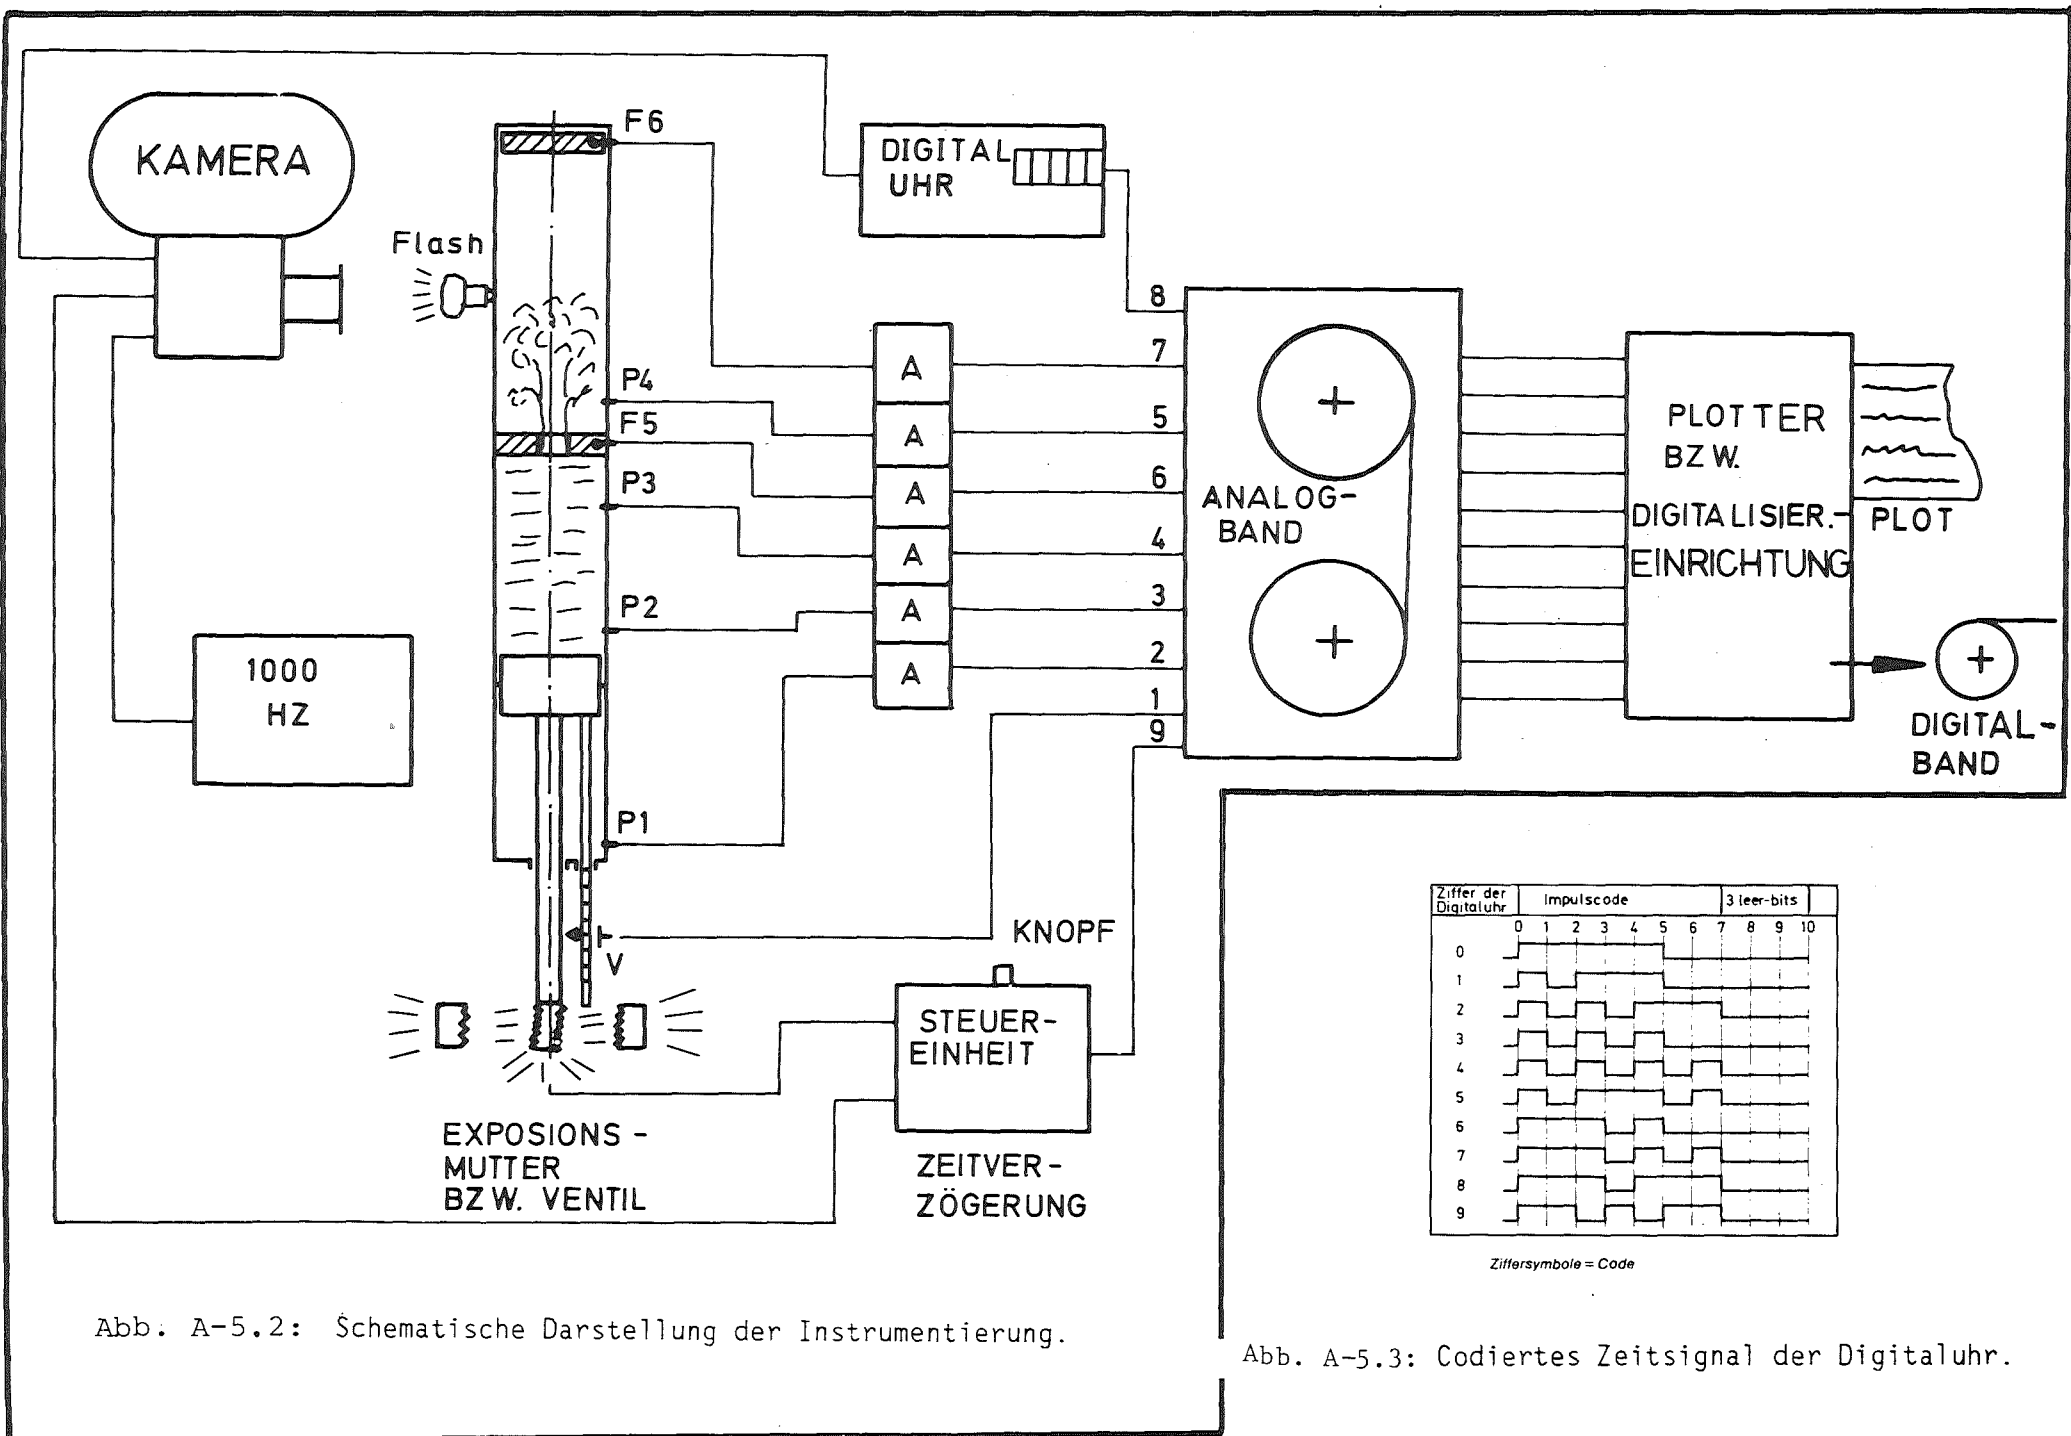 KAMERA
Flash
1000
HZ
F6
P4
F5
P3
P2
P1
V
DIGITAL
UHR
A
A
A
A
A
A
8
7
5
6
4
3
2
1
9
ANALOG-
BAND
PLOTTER
BZW.
DIGITALISIER.-
EINRICHTUNG
PLOT
DIGITAL-
BAND
KNOPF
STEUER-
EINHEIT
ZEITVER-
ZÖGERUNG
EXPOSIONS-
MUTTER
BZW. VENTIL
Abb. A-5.2: Schematische Darstellung der Instrumentierung.
Ziffer der
Digitaluhr
Impulscode
3 leer-bits
0 1 2 3 4 5 6 7 8 9 10
0
1
2
3
4
5
6
7
8
9
Ziffersymbole = Code
Abb. A-5.3: Codiertes Zeitsignal der Digitaluhr.